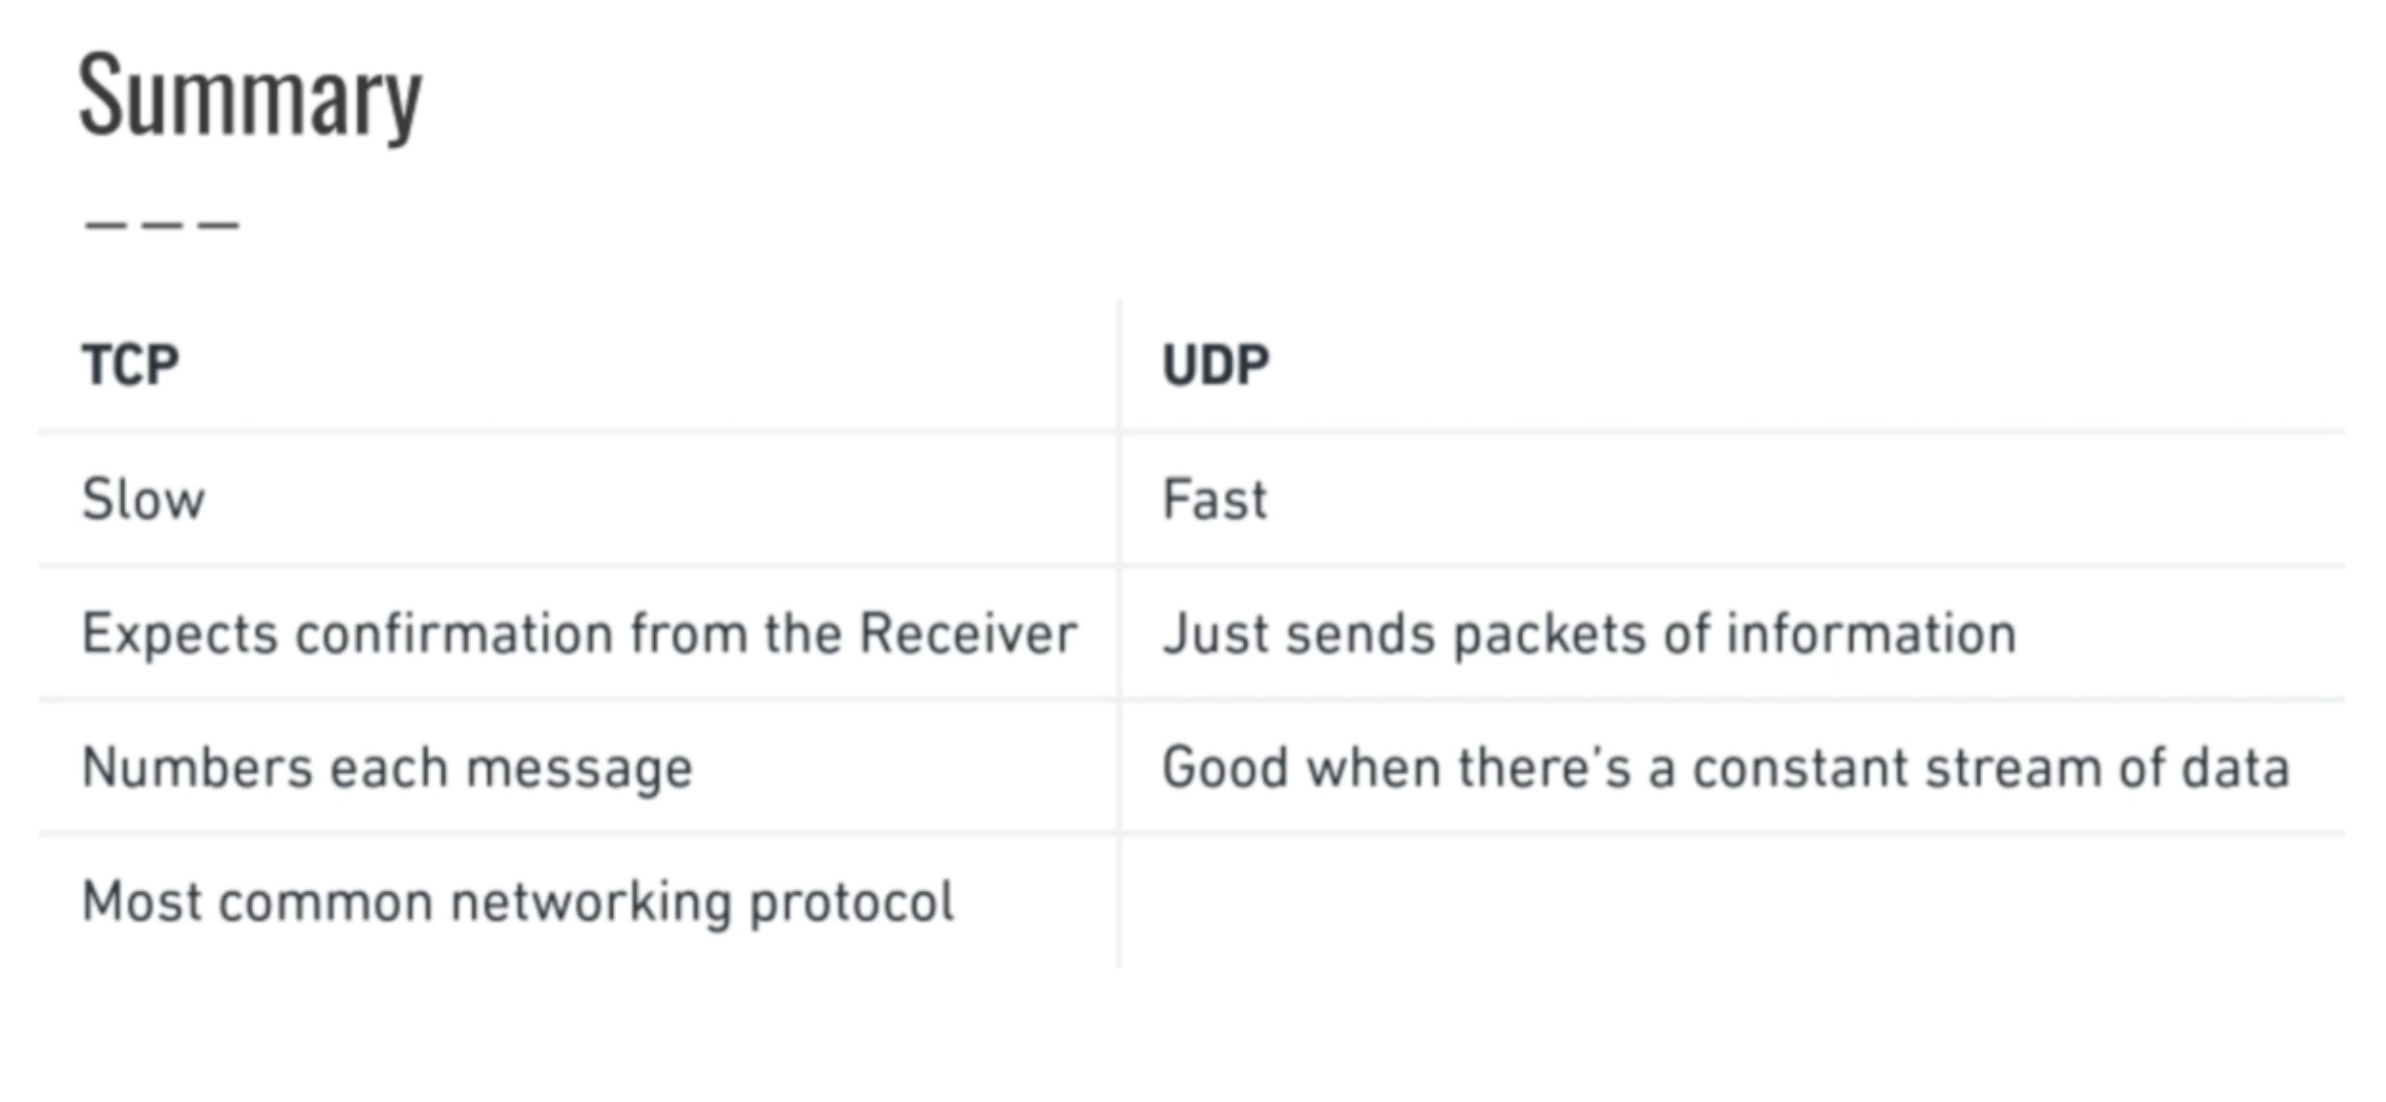 Summary
———
TCP
UDP
Slow
Fast
Expects confirmation from the Receiver
Just sends packets of information
Numbers each message
Good when there’s a constant stream of data
Most common networking protocol